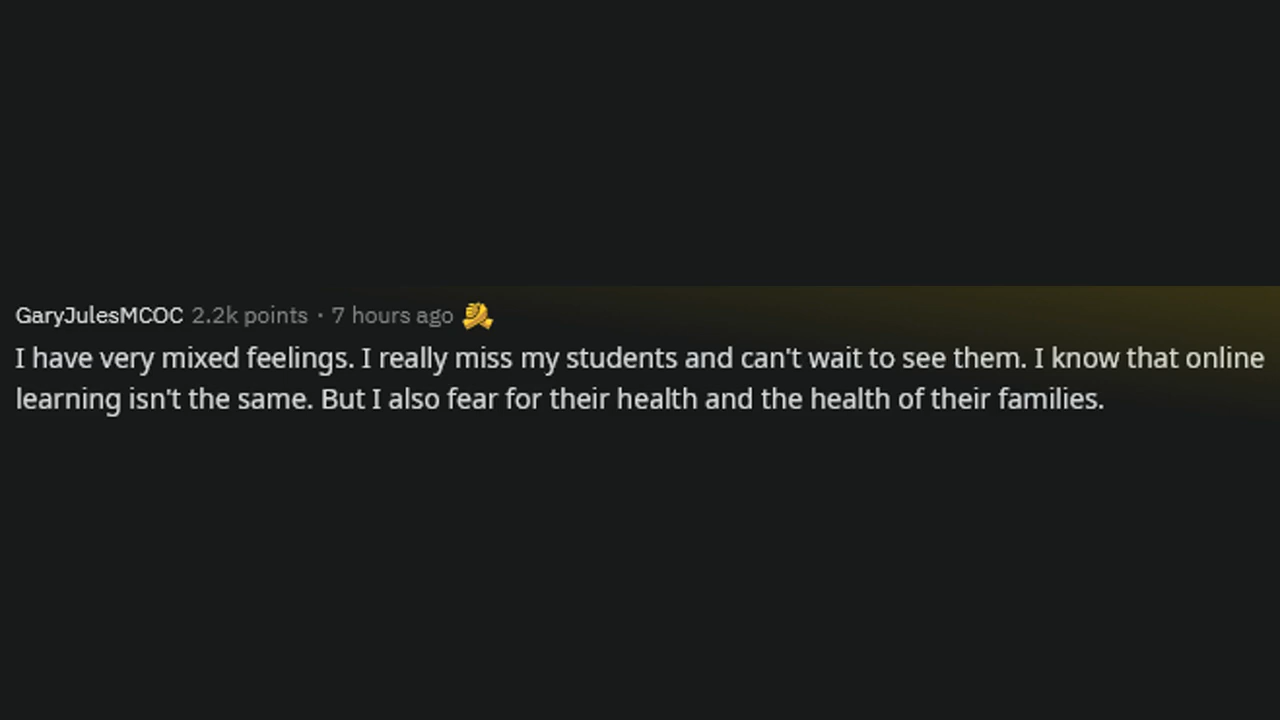 GaryJulesMCOC 2.2k points · 7 hours ago
I have very mixed feelings. I really miss my students and can't wait to see them. I know that online
learning isn't the same. But I also fear for their health and the health of their families.